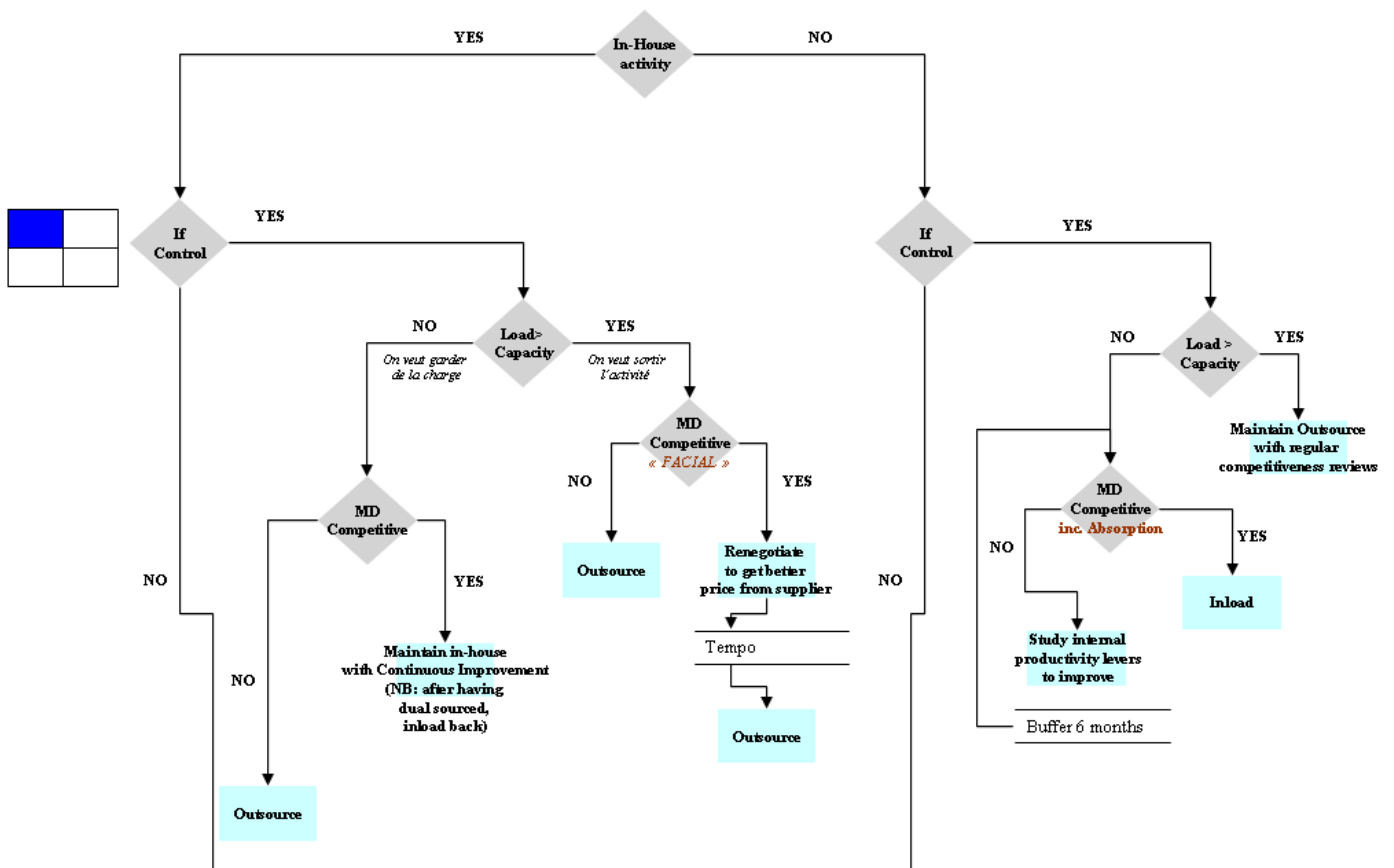 YES
In-House
activity
NO
If
Control
YES
If
Control
YES
NO
Load>
Capacity
YES
On veut garder
de la charge
On veut sortir
l'activité
NO
Load >
Capacity
YES
MD
Competitive
« FACIAL »
Maintain Outsource
with regular
competitiveness reviews
NO
YES
MD
Competitive
MD
Competitive
inc. Absorption
NO
YES
NO
YES
Outsource
Renegotiate
to get better
price from supplier
NO
Inload
Tempo
Maintain in-house
with Continuous Improvement
(NB: after having
dual sourced,
inload back)
NO
Study internal
productivity levers
to improve
Outsource
Buffer 6 months
Outsource